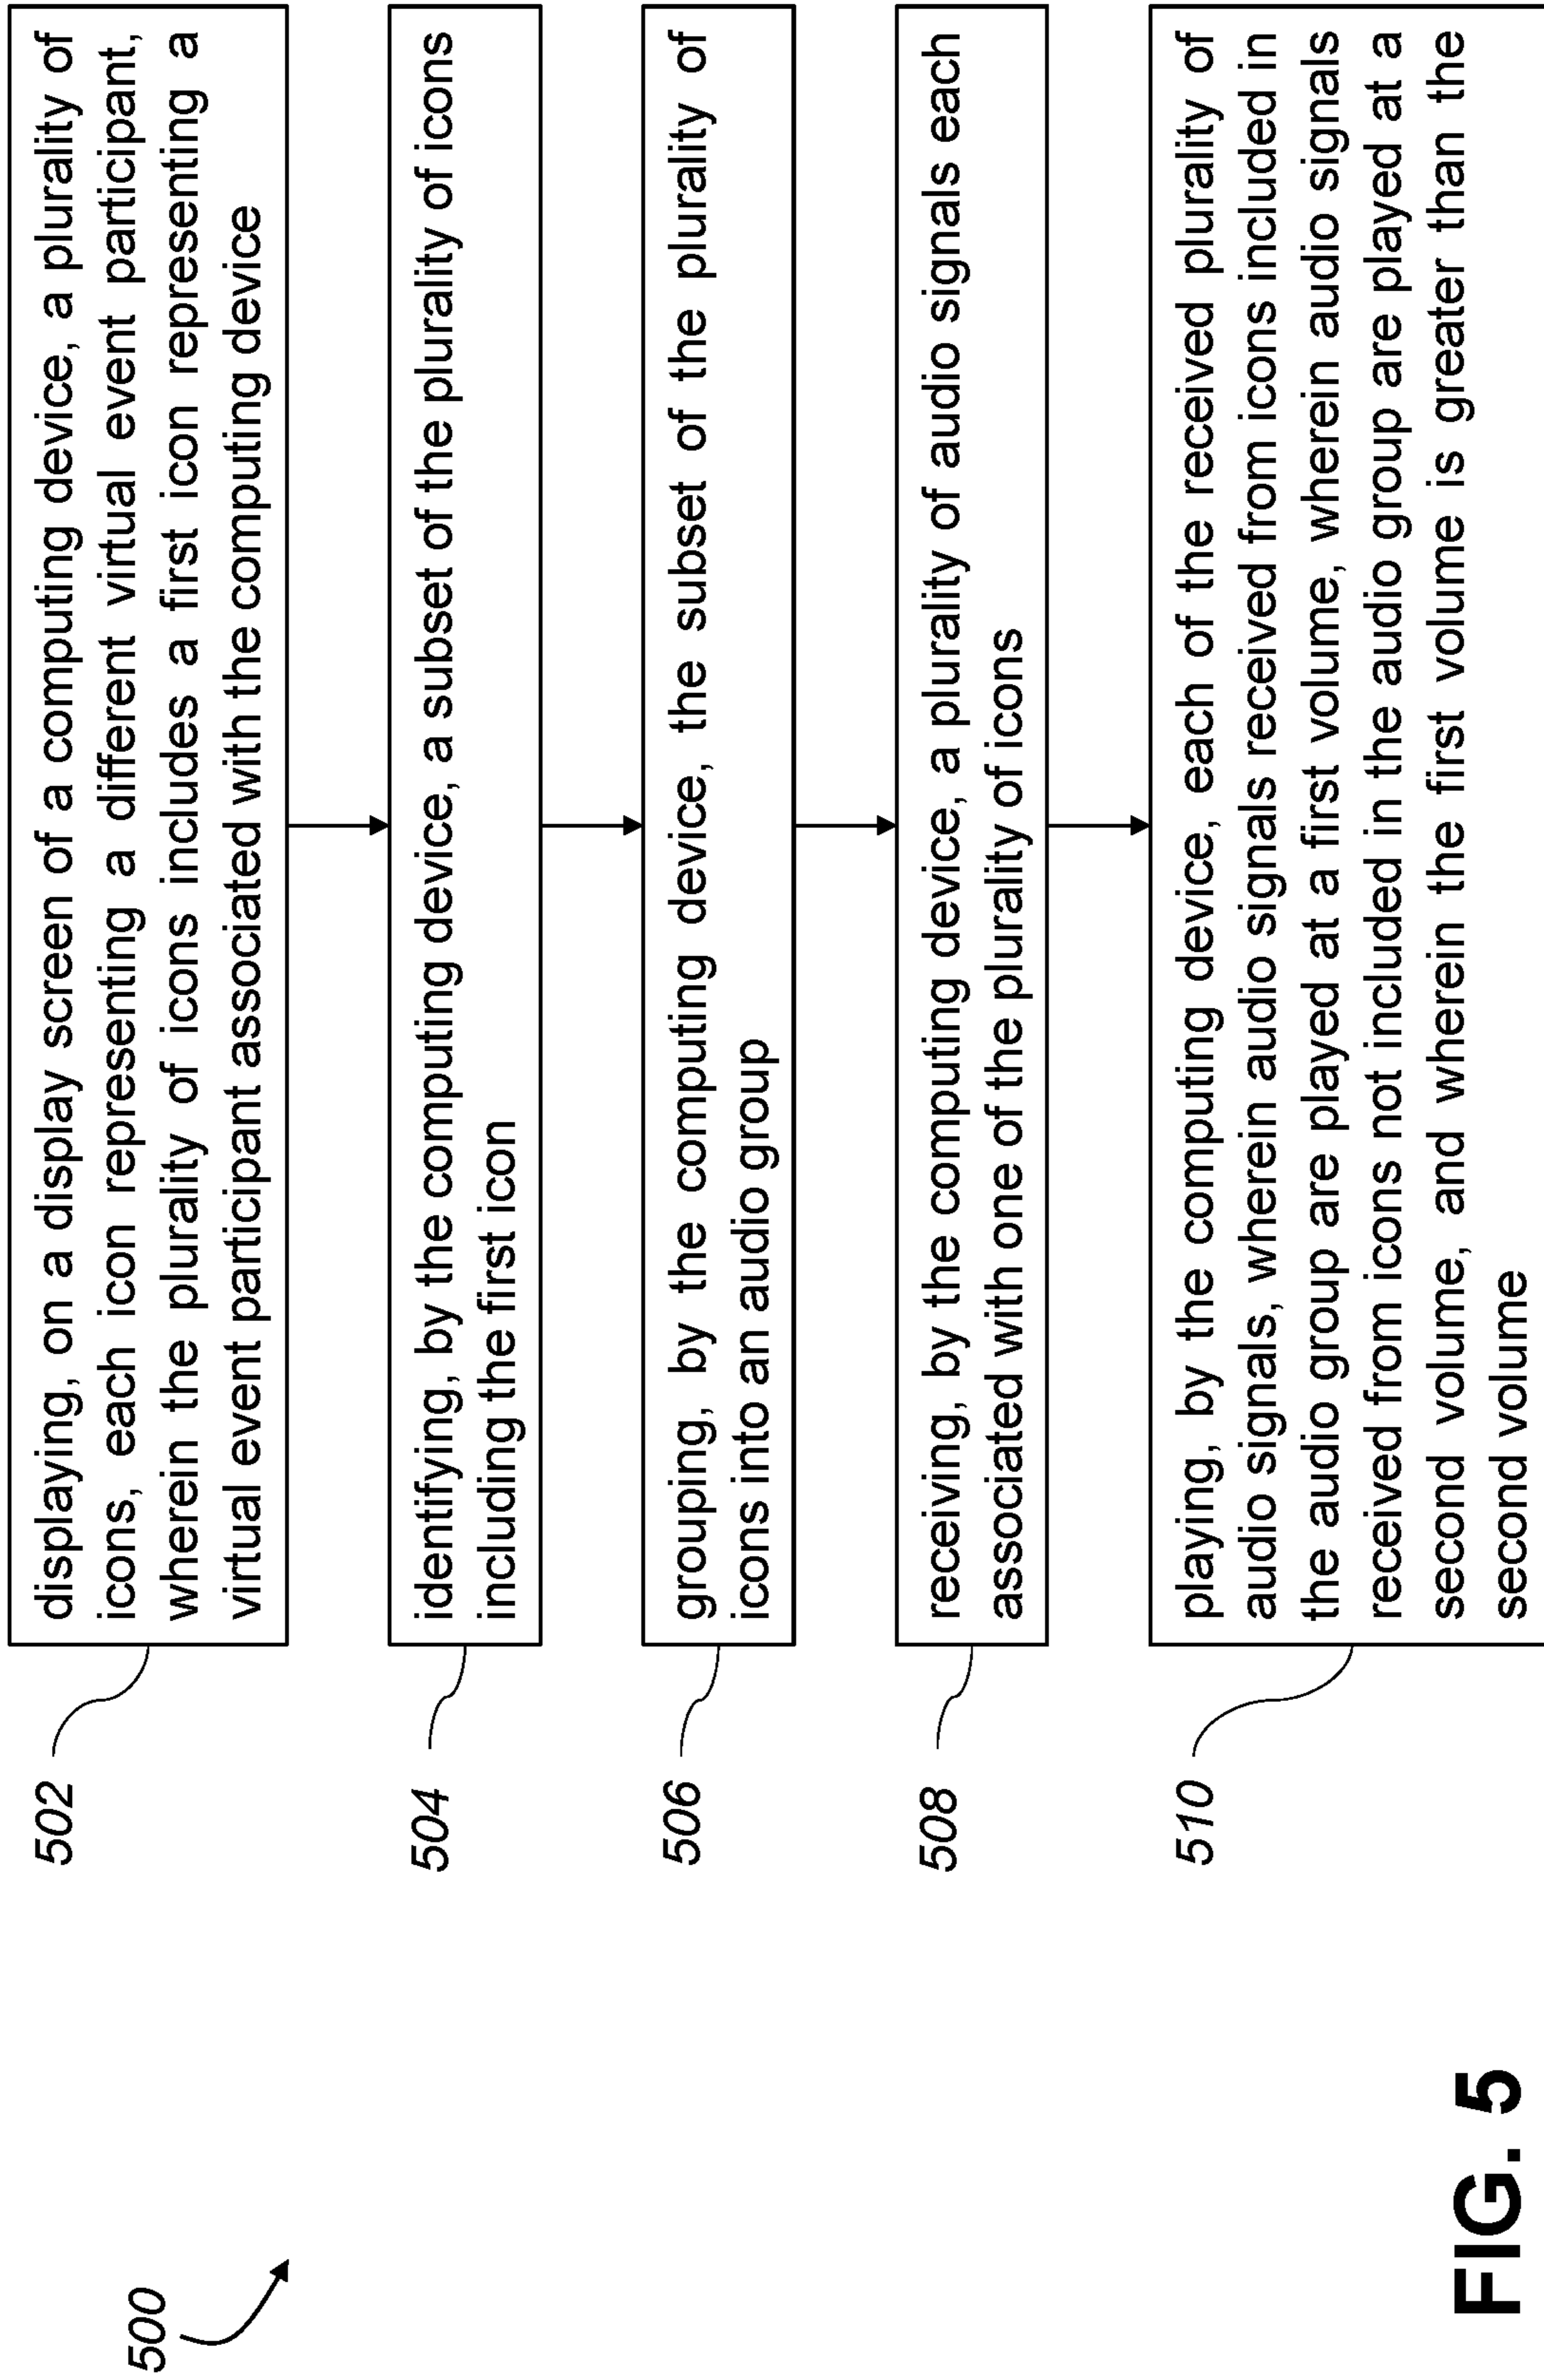 500
502
displaying, on a display screen of a computing device, a plurality of
icons, each icon representing a different virtual event participant,
wherein the plurality of icons includes a first icon representing a
virtual event participant associated with the computing device
504
identifying, by the computing device, a subset of the plurality of icons
including the first icon
506
grouping, by the computing device, the subset of the plurality of
icons into an audio group
508
receiving, by the computing device, a plurality of audio signals each
associated with one of the plurality of icons
510
playing, by the computing device, each of the received plurality of
audio signals, wherein audio signals received from icons included in
the audio group are played at a first volume, wherein audio signals
received from icons not included in the audio group are played at a
second volume, and wherein the first volume is greater than the
second volume
FIG. 5